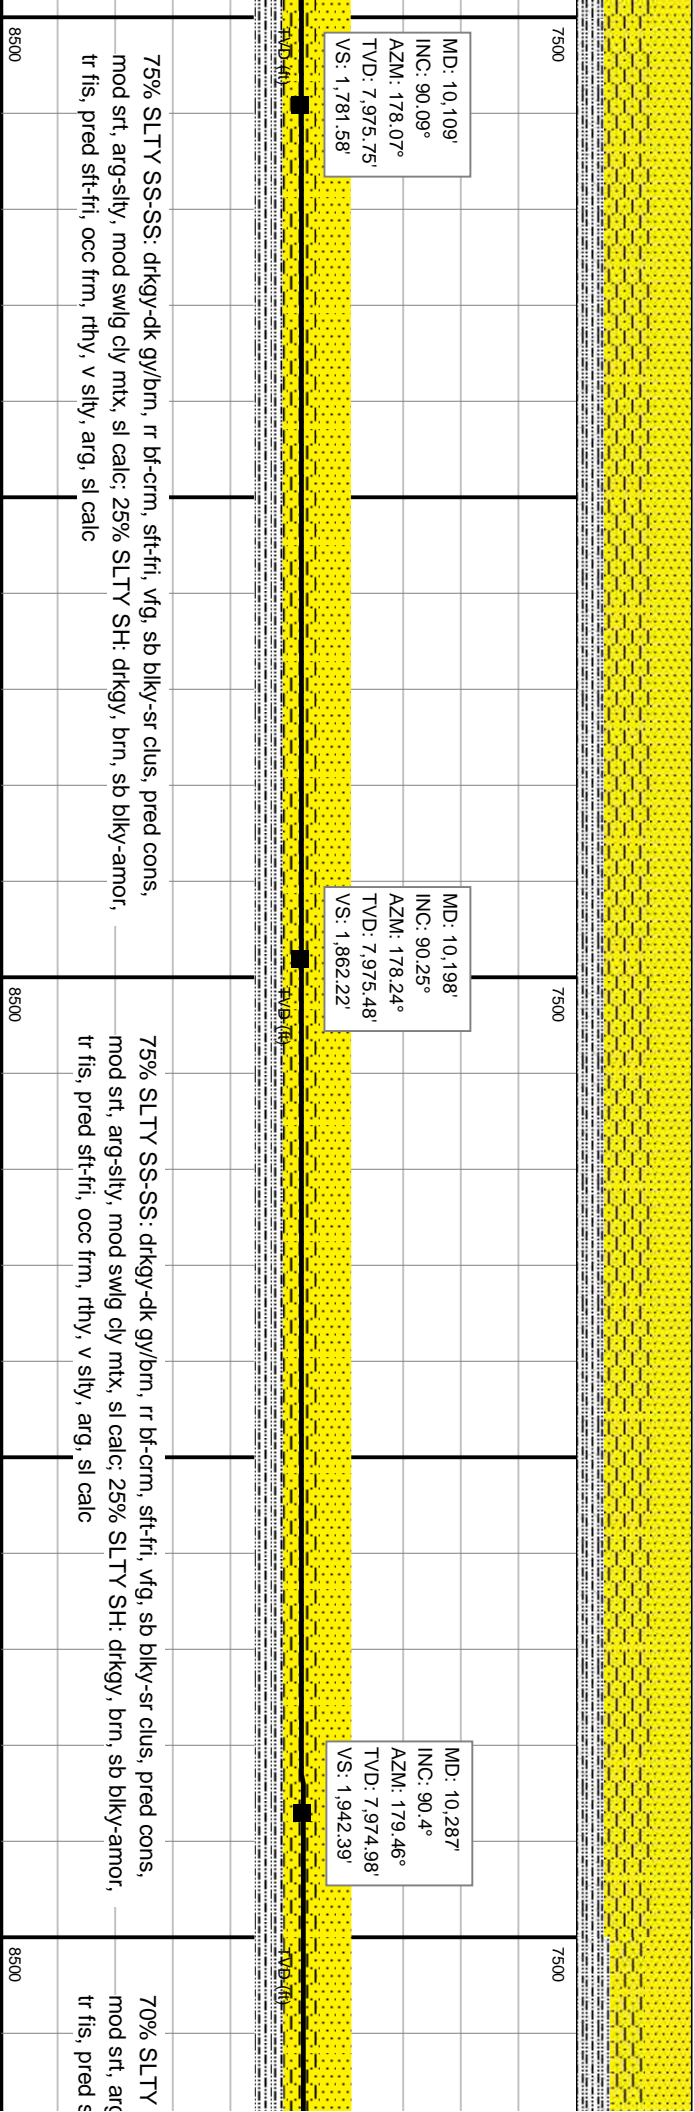 7500
MD: 10,109'
INC: 90.09°
AZM: 178.07°
TVD: 7,975.75'
VS: 1,781.58'
TVD (ft)
75% SLTY SS-SS: drkgy-dk gy/brn, rr bf-crm, sft-fri, vfg, sb blky-sr clus, pred cons,
mod srt, arg-slty, mod swlg cly mtx, sl calc; 25% SLTY SH: drkgy, brn, sb blky-amor,
tr fis, pred sft-fri, occ frm, rthy, v slty, arg, sl calc
8500
7500
MD: 10,198'
INC: 90.25°
AZM: 178.24°
TVD: 7,975.48'
VS: 1,862.22'
TVD (ft)
75% SLTY SS-SS: drkgy-dk gy/brn, rr bf-crm, sft-fri, vfg, sb blky-sr clus, pred cons,
mod srt, arg-slty, mod swlg cly mtx, sl calc; 25% SLTY SH: drkgy, brn, sb blky-amor,
tr fis, pred sft-fri, occ frm, rthy, v slty, arg, sl calc
8500
MD: 10,287'
INC: 90.4°
AZM: 179.46°
TVD: 7,974.98'
VS: 1,942.39'
7500
TVD (ft)
70% SLTY
mod srt, arg
tr fis, pred s
8500